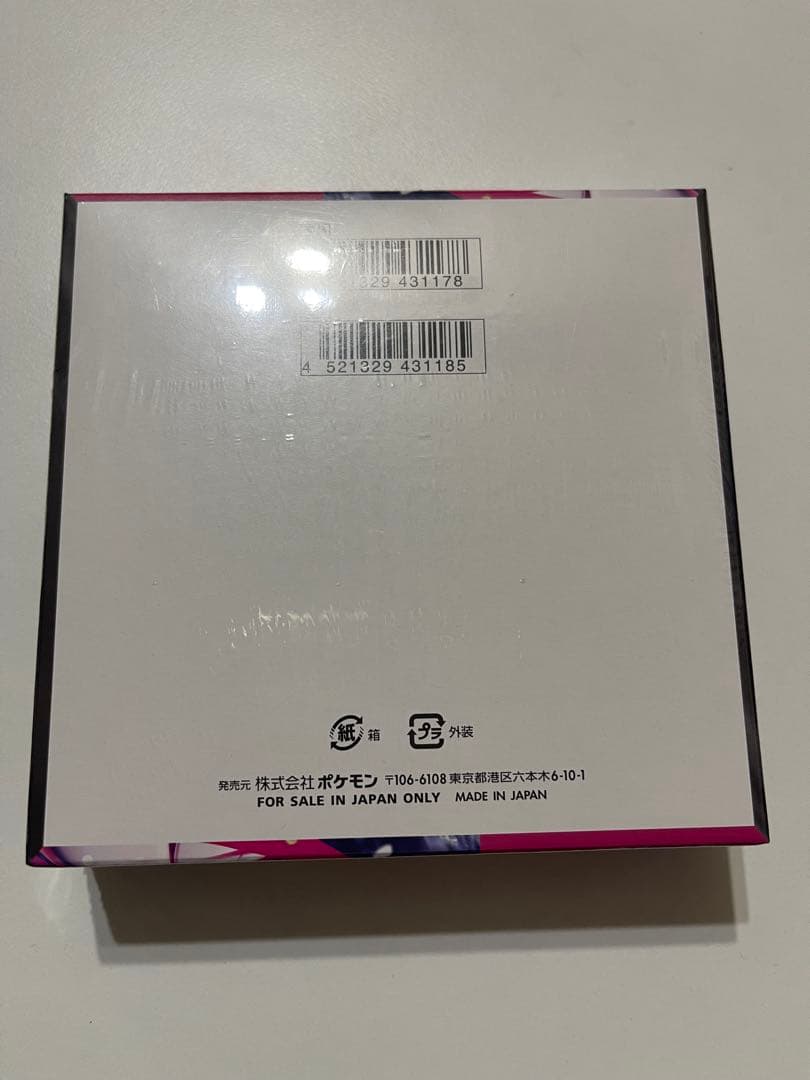 329 431178
4 521329 431185
紙 箱 プラ 外装
発売元 株式会社 ポケモン 〒106-6108 東京都港区六本木6-10-1
FOR SALE IN JAPAN ONLY MADE IN JAPAN